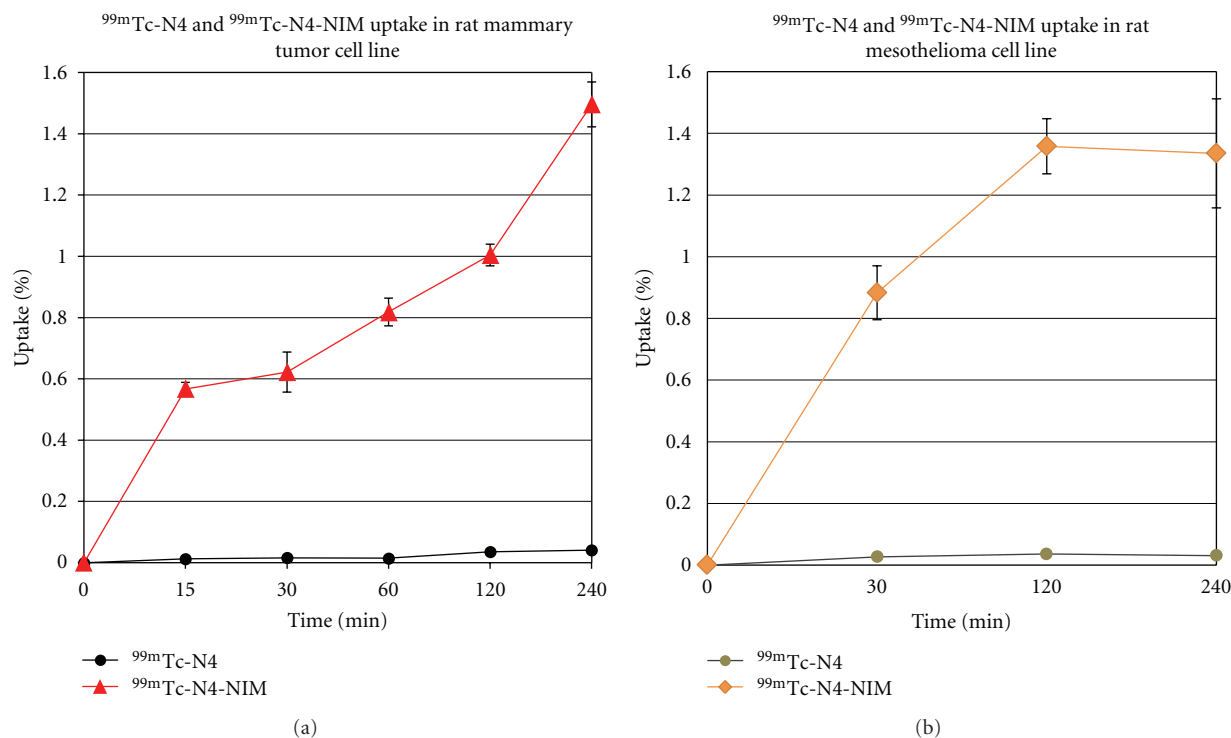 ⁹⁹ᵐTc-N4 and ⁹⁹ᵐTc-N4-NIM uptake in rat mammary
tumor cell line
1.6
1.4
1.2
1
0.8
0.6
0.4
0.2
0
Uptake (%)
0 15 30 60 120 240
Time (min)
⁹⁹ᵐTc-N4
⁹⁹ᵐTc-N4-NIM
(a)
⁹⁹ᵐTc-N4 and ⁹⁹ᵐTc-N4-NIM uptake in rat
mesothelioma cell line
1.6
1.4
1.2
1
0.8
0.6
0.4
0.2
0
Uptake (%)
0 30 120 240
Time (min)
⁹⁹ᵐTc-N4
⁹⁹ᵐTc-N4-NIM
(b)